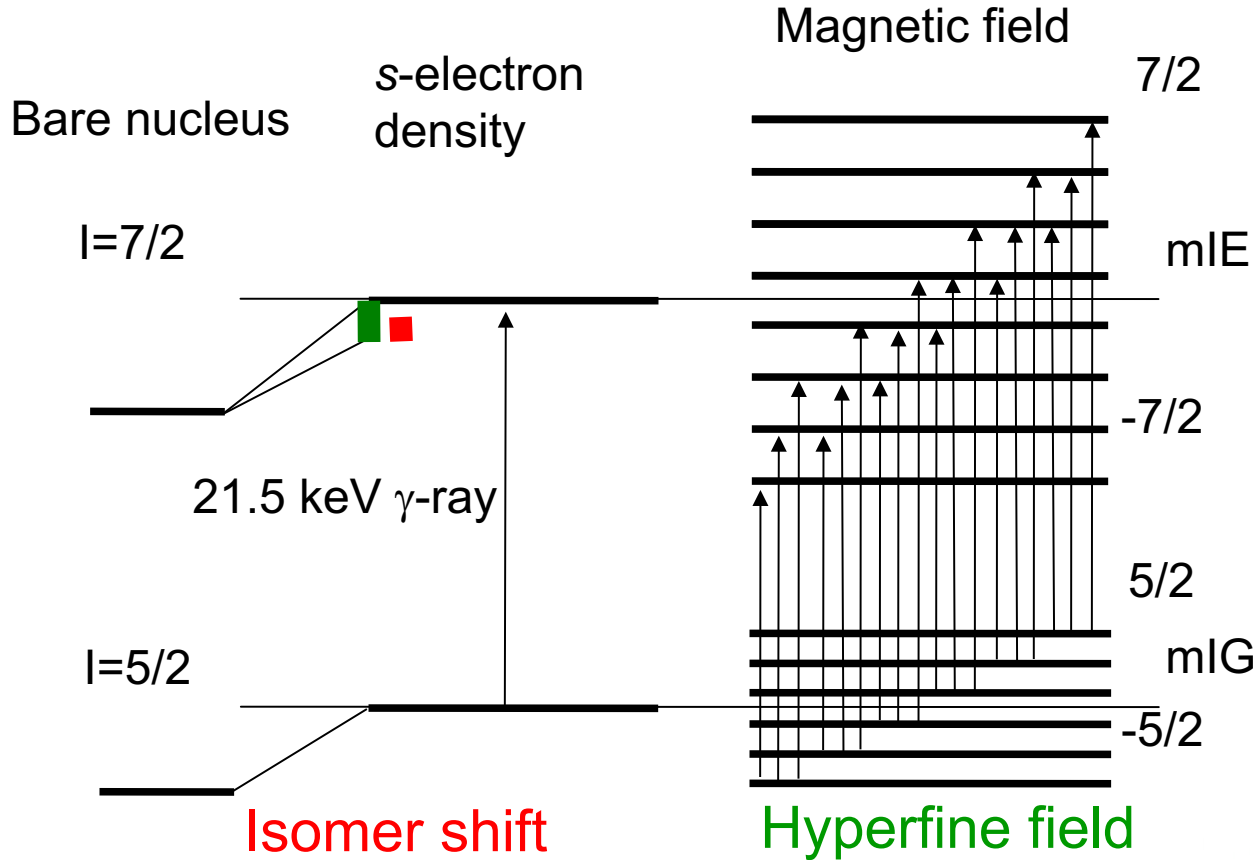 Bare nucleus
s-electron
density
Magnetic field
7/2
I=7/2
mIE
-7/2
21.5 keV γ-ray
5/2
I=5/2
mIG
-5/2
Isomer shift
Hyperfine field